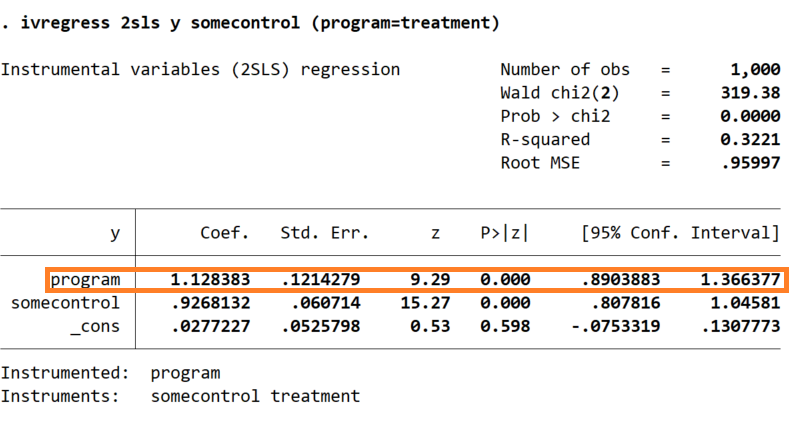 . ivregress 2sls y somecontrol (program=treatment)
Instrumental variables (2SLS) regression Number of obs = 1,000
Wald chi2(2) = 319.38
Prob > chi2 = 0.0000
R-squared = 0.3221
Root MSE = .95997
y Coef. Std. Err. z P>|z| [95% Conf. Interval]
program 1.128383 .1214279 9.29 0.000 .8903883 1.366377
somecontrol .9268132 .060714 15.27 0.000 .807816 1.04581
_cons .0277227 .0525798 0.53 0.598 -.0753319 .1307773
Instrumented: program
Instruments: somecontrol treatment